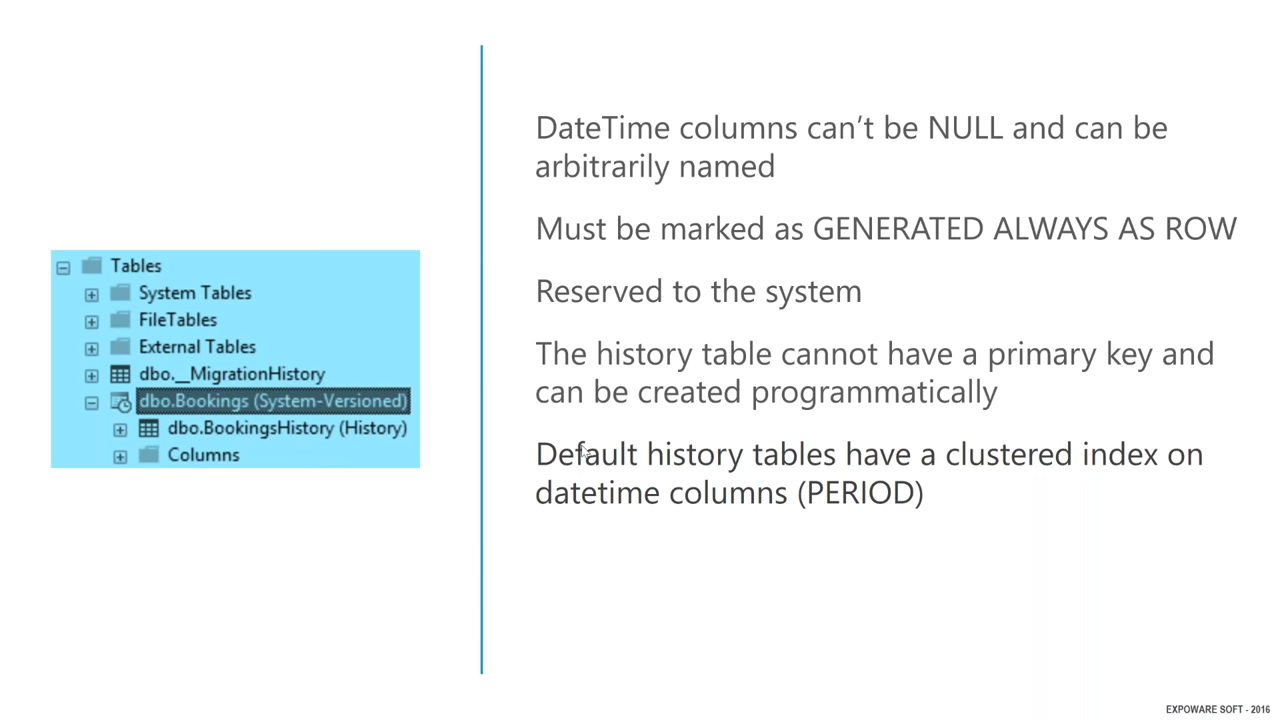 Tables
System Tables
FileTables
External Tables
dbo.__MigrationHistory
dbo.Bookings (System-Versioned)
dbo.BookingsHistory (History)
Columns
DateTime columns can’t be NULL and can be
arbitrarily named
Must be marked as GENERATED ALWAYS AS ROW
Reserved to the system
The history table cannot have a primary key and
can be created programmatically
Default history tables have a clustered index on
datetime columns (PERIOD)
EXPOWARE SOFT - 2016